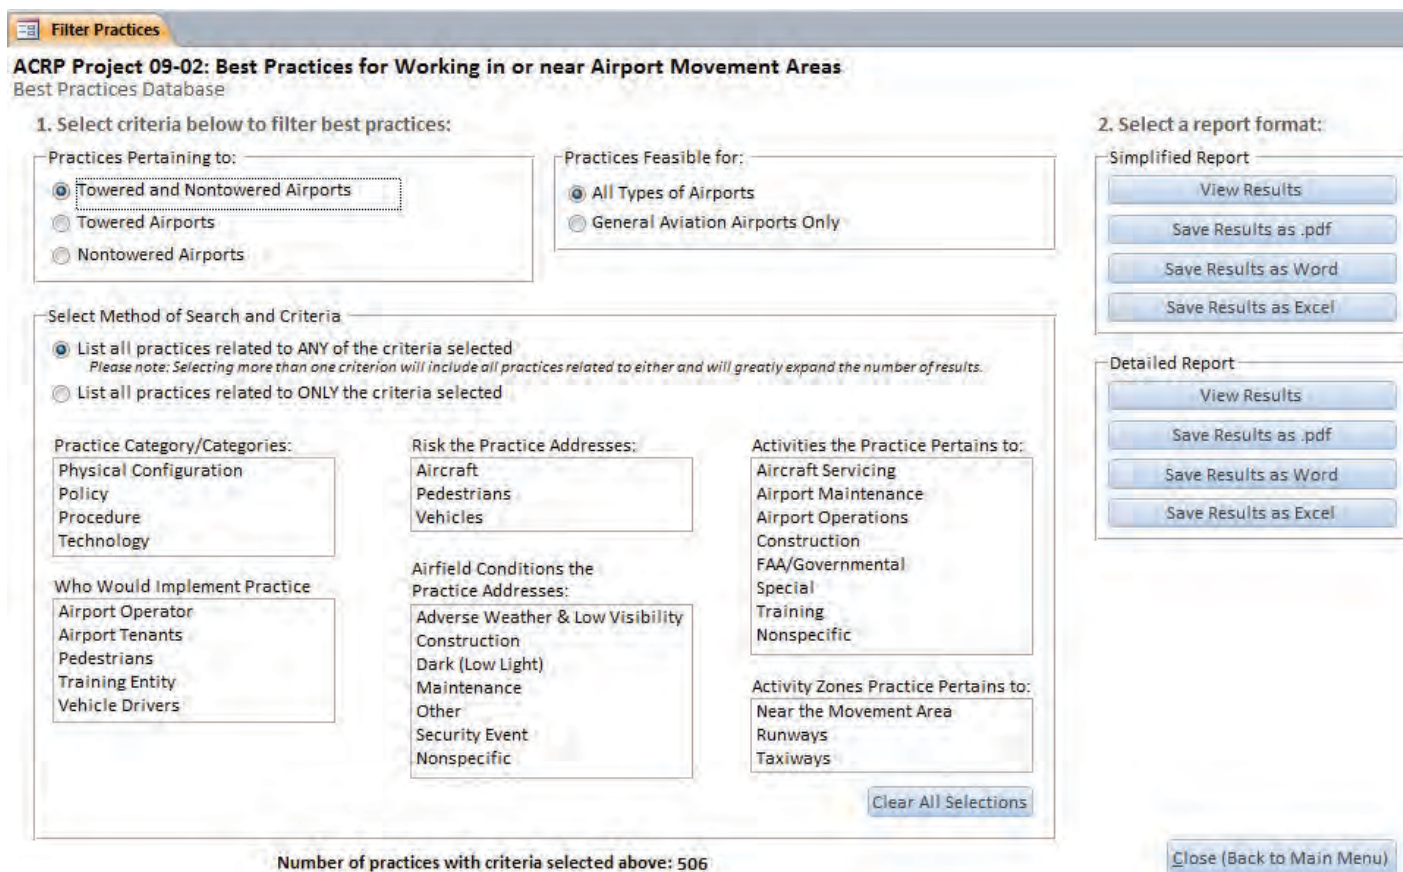 Filter Practices
ACRP Project 09-02: Best Practices for Working in or near Airport Movement Areas
Best Practices Database
1. Select criteria below to filter best practices:
Practices Pertaining to:
Towered and Nontowered Airports
Towered Airports
Nontowered Airports
Practices Feasible for:
All Types of Airports
General Aviation Airports Only
Select Method of Search and Criteria
List all practices related to ANY of the criteria selected
Please note: Selecting more than one criterion will include all practices related to either and will greatly expand the number of results.
List all practices related to ONLY the criteria selected
Practice Category/Categories:
Physical Configuration
Policy
Procedure
Technology
Who Would Implement Practice
Airport Operator
Airport Tenants
Pedestrians
Training Entity
Vehicle Drivers
Risk the Practice Addresses:
Aircraft
Pedestrians
Vehicles
Airfield Conditions the
Practice Addresses:
Adverse Weather & Low Visibility
Construction
Dark (Low Light)
Maintenance
Other
Security Event
Nonspecific
Activities the Practice Pertains to:
Aircraft Servicing
Airport Maintenance
Airport Operations
Construction
FAA/Governmental
Special
Training
Nonspecific
Activity Zones Practice Pertains to:
Near the Movement Area
Runways
Taxiways
Clear All Selections
Number of practices with criteria selected above: 506
2. Select a report format:
Simplified Report
View Results
Save Results as .pdf
Save Results as Word
Save Results as Excel
Detailed Report
View Results
Save Results as .pdf
Save Results as Word
Save Results as Excel
Close (Back to Main Menu)